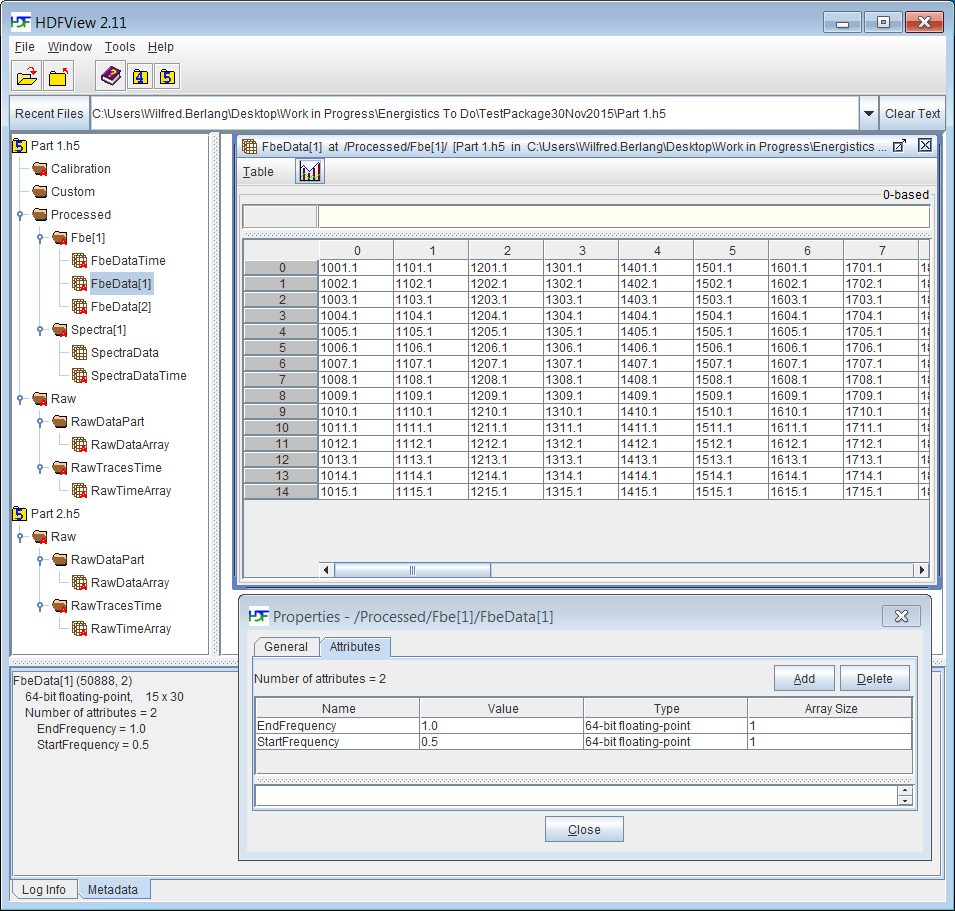 HDF HDFView 2.11
File Window Tools Help
4 5
Recent Files C:\Users\Wilfred.Berlang\Desktop\Work in Progress\Energistics To Do\TestPackage30Nov2015\Part 1.h5 Clear Text
5 Part 1.h5
Calibration
Custom
Processed
Fbe[1]
FbeDataTime
FbeData[1]
FbeData[2]
Spectra[1]
SpectraData
SpectraDataTime
Raw
RawDataPart
RawDataArray
RawTracesTime
RawTimeArray
5 Part 2.h5
Raw
RawDataPart
RawDataArray
RawTracesTime
RawTimeArray
FbeData[1] at /Processed/Fbe[1]/ [Part 1.h5 in C:\Users\Wilfred.Berlang\Desktop\Work in Progress\Energistics ...
Table
0-based
0 1 2 3 4 5 6 7
0 1001.1 1101.1 1201.1 1301.1 1401.1 1501.1 1601.1 1701.1
1 1002.1 1102.1 1202.1 1302.1 1402.1 1502.1 1602.1 1702.1
2 1003.1 1103.1 1203.1 1303.1 1403.1 1503.1 1603.1 1703.1
3 1004.1 1104.1 1204.1 1304.1 1404.1 1504.1 1604.1 1704.1
4 1005.1 1105.1 1205.1 1305.1 1405.1 1505.1 1605.1 1705.1
5 1006.1 1106.1 1206.1 1306.1 1406.1 1506.1 1606.1 1706.1
6 1007.1 1107.1 1207.1 1307.1 1407.1 1507.1 1607.1 1707.1
7 1008.1 1108.1 1208.1 1308.1 1408.1 1508.1 1608.1 1708.1
8 1009.1 1109.1 1209.1 1309.1 1409.1 1509.1 1609.1 1709.1
9 1010.1 1110.1 1210.1 1310.1 1410.1 1510.1 1610.1 1710.1
10 1011.1 1111.1 1211.1 1311.1 1411.1 1511.1 1611.1 1711.1
11 1012.1 1112.1 1212.1 1312.1 1412.1 1512.1 1612.1 1712.1
12 1013.1 1113.1 1213.1 1313.1 1413.1 1513.1 1613.1 1713.1
13 1014.1 1114.1 1214.1 1314.1 1414.1 1514.1 1614.1 1714.1
14 1015.1 1115.1 1215.1 1315.1 1415.1 1515.1 1615.1 1715.1
HDF Properties - /Processed/Fbe[1]/FbeData[1]
General Attributes
Number of attributes = 2 Add Delete
Name Value Type Array Size
EndFrequency 1.0 64-bit floating-point 1
StartFrequency 0.5 64-bit floating-point 1
Close
FbeData[1] (50888, 2)
64-bit floating-point, 15 x 30
Number of attributes = 2
EndFrequency = 1.0
StartFrequency = 0.5
Log Info Metadata